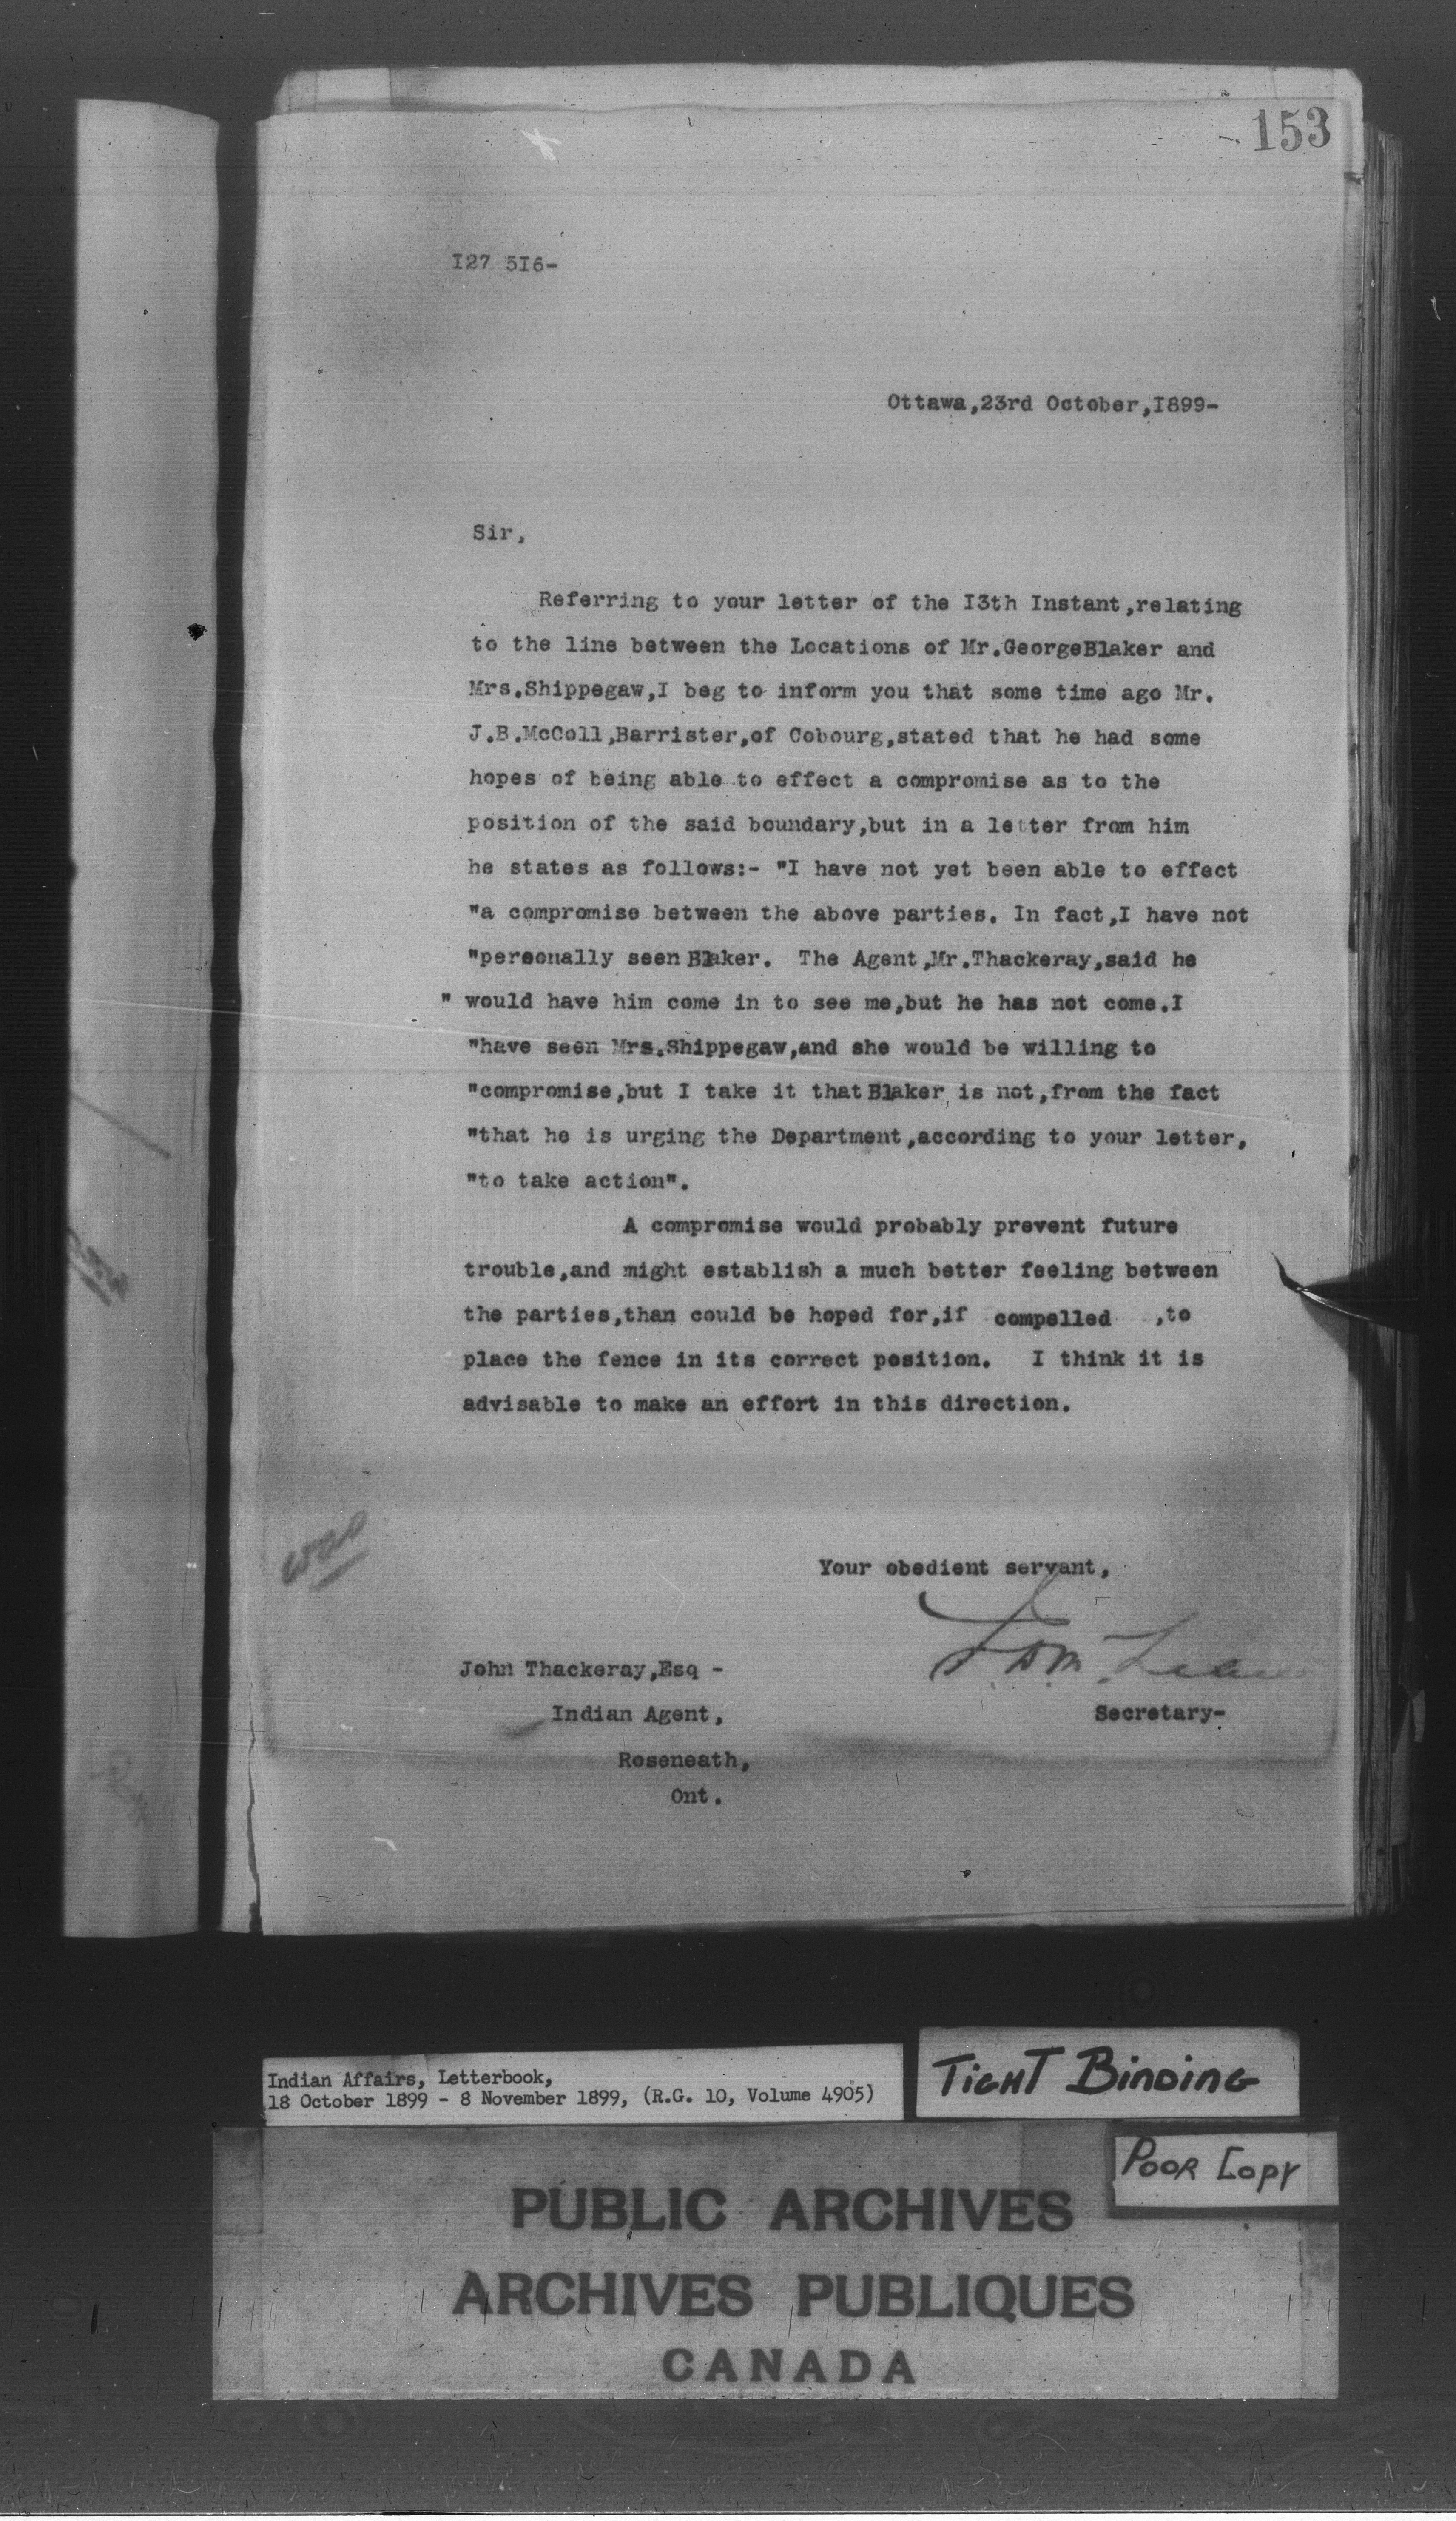 153
I27 5I6-
Ottawa,23rd October,I899-
Sir,
Referring to your letter of the I3th Instant,relating
to the line between the Locations of Mr.GeorgeBlaker and
Mrs.Shippegaw,I beg to inform you that some time ago Mr.
J.B.McColl,Barrister,of Cobourg,stated that he had some
hopes of being able to effect a compromise as to the
position of the said boundary,but in a letter from him
he states as follows:- "I have not yet been able to effect
"a compromise between the above parties. In fact,I have not
"personally seen Blaker.  The Agent,Mr.Thackeray,said he
" would have him come in to see me,but he has not come.I
"have seen Mrs.Shippegaw,and she would be willing to
"compromise,but I take it that Blaker is not,from the fact
"that he is urging the Department,according to your letter,
"to take action".
A compromise would probably prevent future
trouble,and might establish a much better feeling between
the parties,than could be hoped for,if compelled ,to
place the fence in its correct position.  I think it is
advisable to make an effort in this direction.
Your obedient servant,
J. D. McLean
Secretary-
John Thackeray,Esq -
Indian Agent,
Roseneath,
Ont.
Indian Affairs, Letterbook,
18 October 1899 - 8 November 1899, (R.G. 10, Volume 4905)
TIGHT BINDING
POOR COPY
PUBLIC ARCHIVES
ARCHIVES PUBLIQUES
CANADA